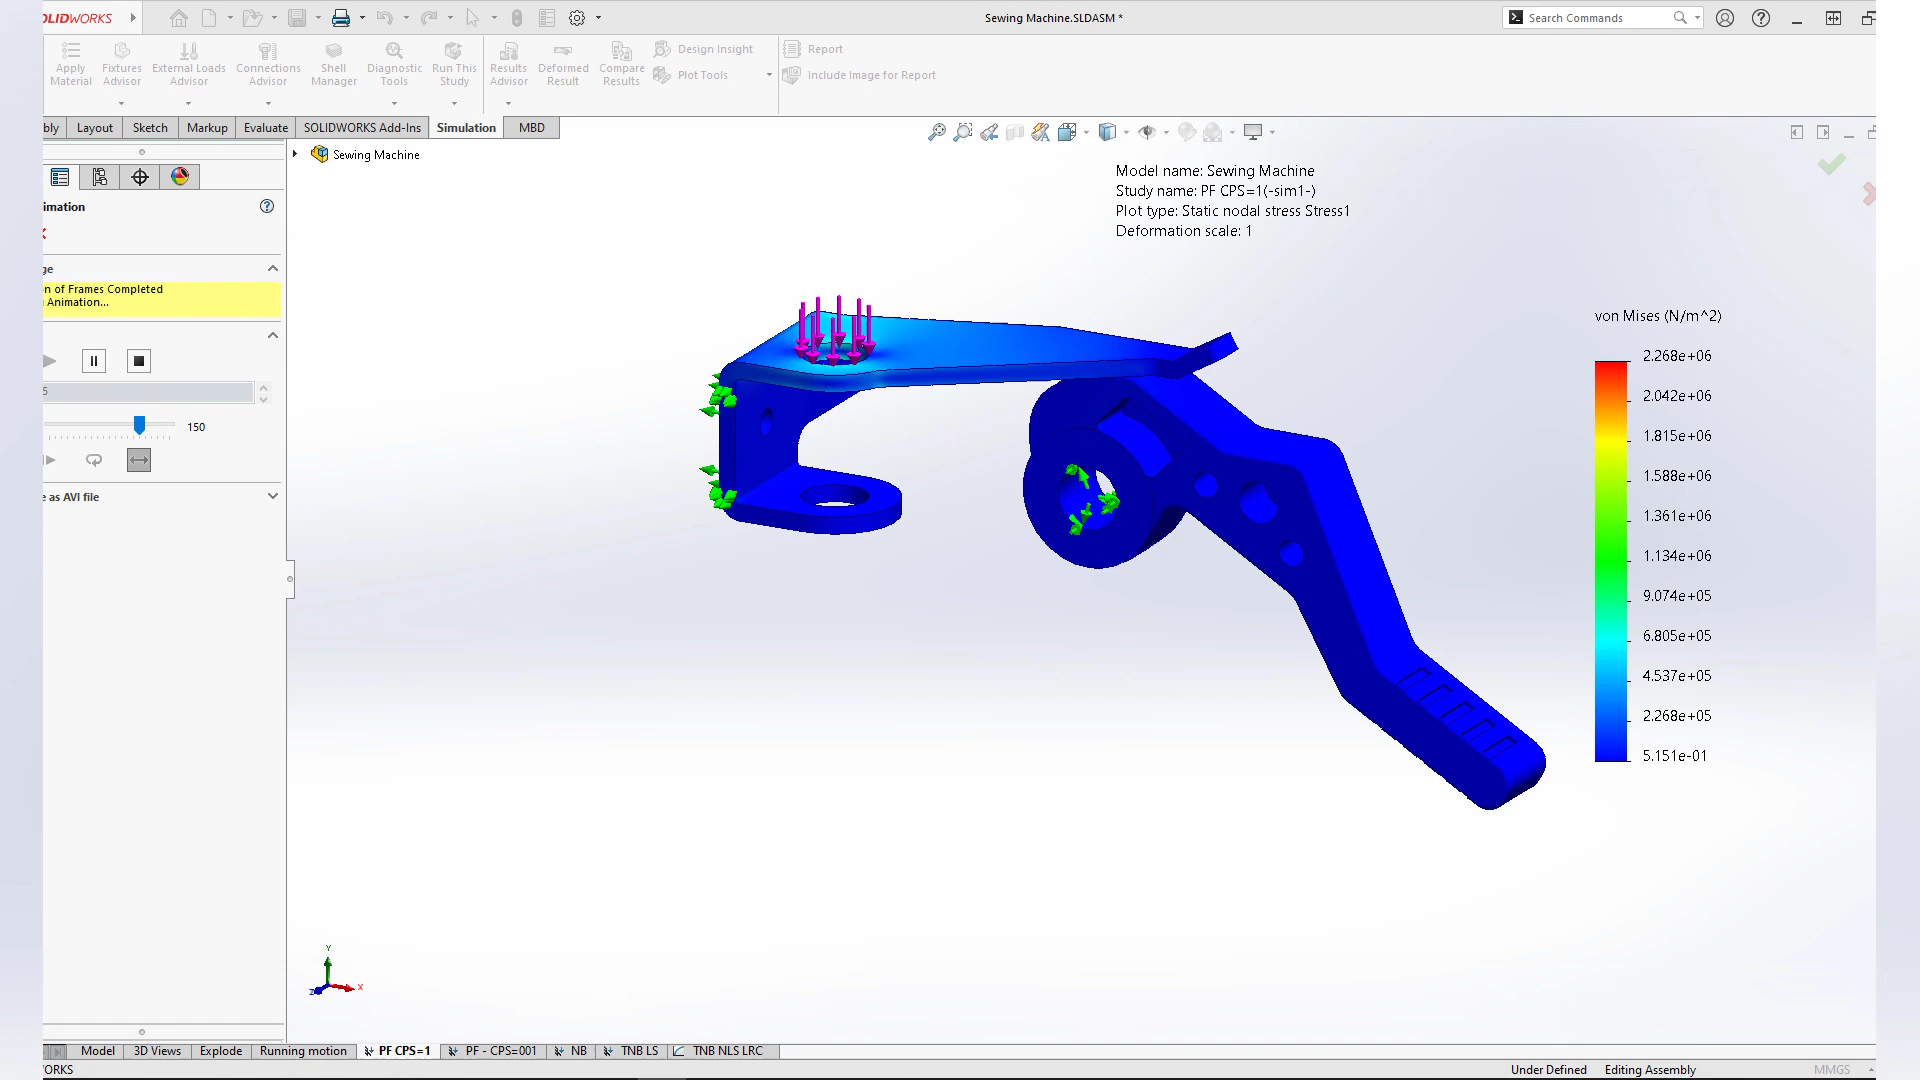 OLIDWORKS
Sewing Machine.SLDASM *
Search Commands
Apply Material
Fixtures Advisor
External Loads Advisor
Connections Advisor
Shell Manager
Diagnostic Tools
Run This Study
Results Advisor
Deformed Result
Compare Results
Design Insight
Plot Tools
Report
Include Image for Report
bly
Layout
Sketch
Markup
Evaluate
SOLIDWORKS Add-Ins
Simulation
MBD
Sewing Machine
imation
ge
n of Frames Completed
Animation...
5
150
e as AVI file
Model name: Sewing Machine
Study name: PF CPS=1(-sim1-)
Plot type: Static nodal stress Stress1
Deformation scale: 1
von Mises (N/m^2)
2.268e+06
2.042e+06
1.815e+06
1.588e+06
1.361e+06
1.134e+06
9.074e+05
6.805e+05
4.537e+05
2.268e+05
5.151e-01
Y
X
Z
Model
3D Views
Explode
Running motion
PF CPS=1
PF - CPS=001
NB
TNB LS
TNB NLS LRC
ORKS
Under Defined
Editing Assembly
MMGS